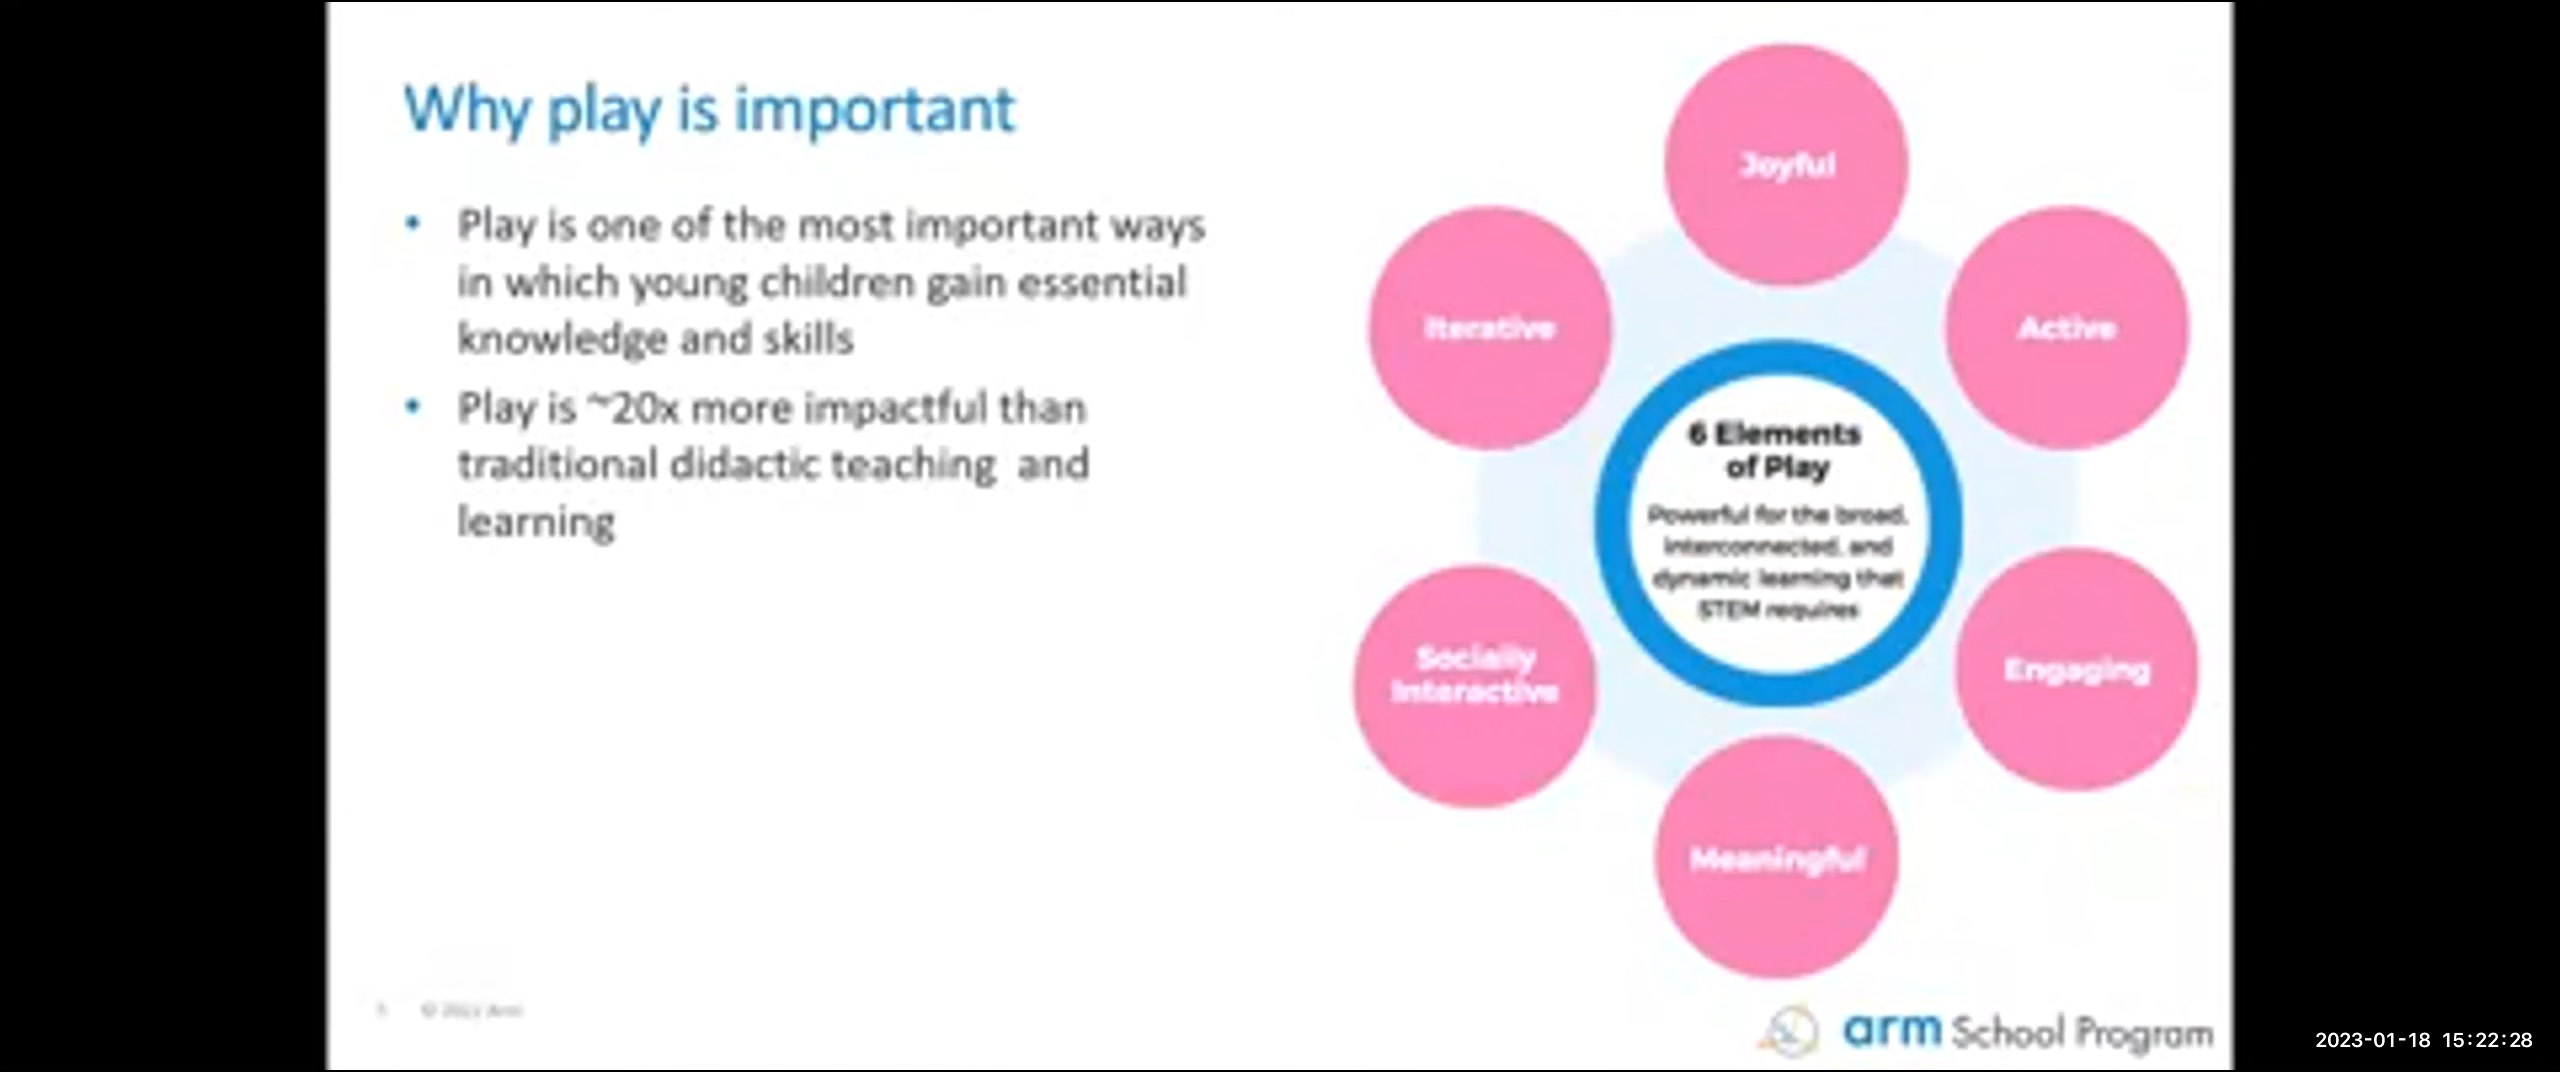 Why play is important
• Play is one of the most important ways
in which young children gain essential
knowledge and skills
• Play is ~20x more impactful than
traditional didactic teaching and
learning
Joyful
Iterative
Active
6 Elements
of Play
Powerful for the broad,
interconnected, and
dynamic learning that
STEM requires
Socially
Interactive
Engaging
Meaningful
arm School Program
2023-01-18 15:22:28